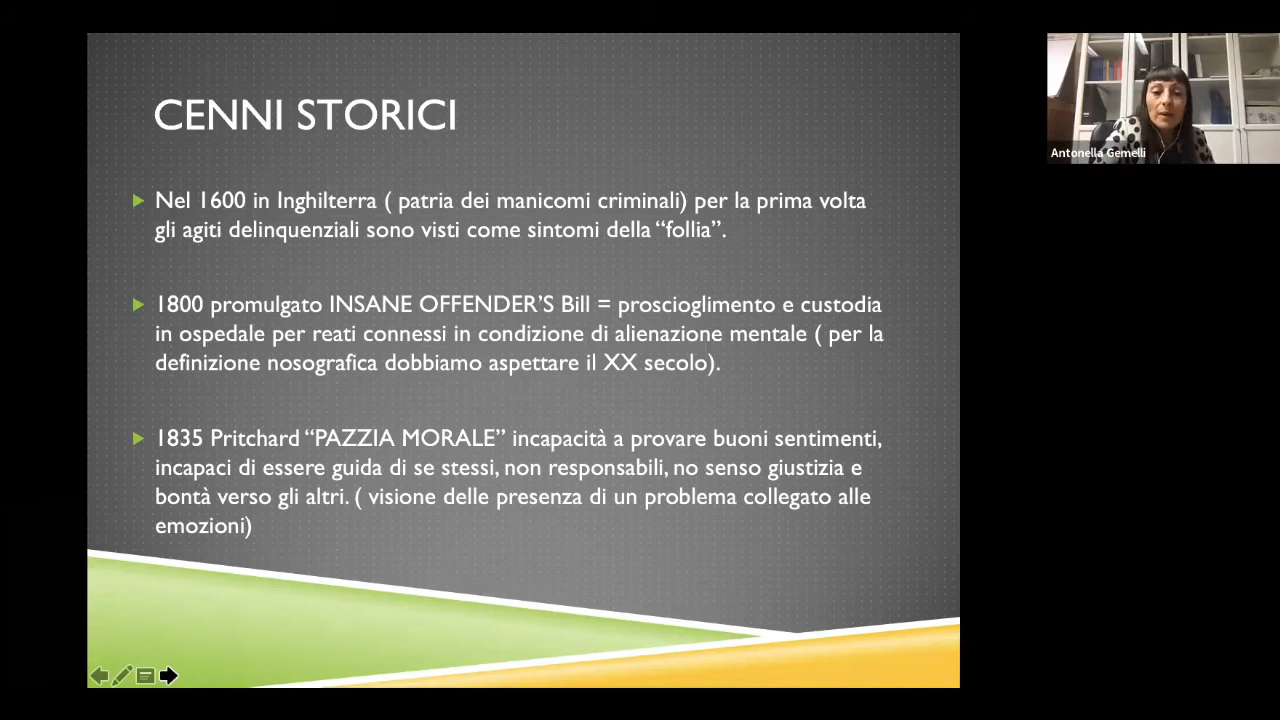 CENNI STORICI
Nel 1600 in Inghilterra ( patria dei manicomi criminali) per la prima volta
gli agiti delinquenziali sono visti come sintomi della “follia”.
1800 promulgato INSANE OFFENDER’S Bill = proscioglimento e custodia
in ospedale per reati connessi in condizione di alienazione mentale ( per la
definizione nosografica dobbiamo aspettare il XX secolo).
1835 Pritchard “PAZZIA MORALE” incapacità a provare buoni sentimenti,
incapaci di essere guida di se stessi, non responsabili, no senso giustizia e
bontà verso gli altri. ( visione delle presenza di un problema collegato alle
emozioni)
Antonella Gemelli